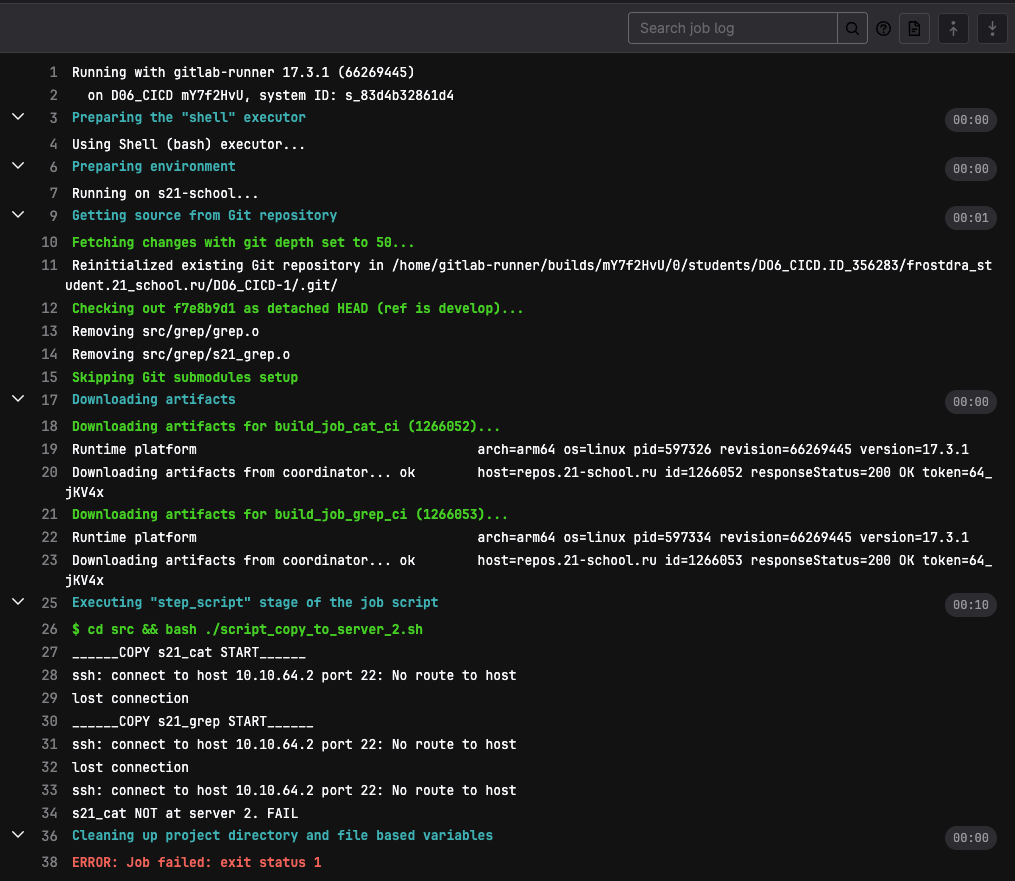 Search job log
1 Running with gitlab-runner 17.3.1 (66269445)
2 on D06_CICD mY7f2HvU, system ID: s_83d4b32861d4
3 Preparing the "shell" executor 00:00
4 Using Shell (bash) executor...
6 Preparing environment 00:00
7 Running on s21-school...
9 Getting source from Git repository 00:01
10 Fetching changes with git depth set to 50...
11 Reinitialized existing Git repository in /home/gitlab-runner/builds/mY7f2HvU/0/students/DO6_CICD.ID_356283/frostdra_st
udent.21_school.ru/DO6_CICD-1/.git/
12 Checking out f7e8b9d1 as detached HEAD (ref is develop)...
13 Removing src/grep/grep.o
14 Removing src/grep/s21_grep.o
15 Skipping Git submodules setup
17 Downloading artifacts 00:00
18 Downloading artifacts for build_job_cat_ci (1266052)...
19 Runtime platform arch=arm64 os=linux pid=597326 revision=66269445 version=17.3.1
20 Downloading artifacts from coordinator... ok host=repos.21-school.ru id=1266052 responseStatus=200 OK token=64_
jKV4x
21 Downloading artifacts for build_job_grep_ci (1266053)...
22 Runtime platform arch=arm64 os=linux pid=597334 revision=66269445 version=17.3.1
23 Downloading artifacts from coordinator... ok host=repos.21-school.ru id=1266053 responseStatus=200 OK token=64_
jKV4x
25 Executing "step_script" stage of the job script 00:10
26 $ cd src && bash ./script_copy_to_server_2.sh
27 ______COPY s21_cat START______
28 ssh: connect to host 10.10.64.2 port 22: No route to host
29 lost connection
30 ______COPY s21_grep START______
31 ssh: connect to host 10.10.64.2 port 22: No route to host
32 lost connection
33 ssh: connect to host 10.10.64.2 port 22: No route to host
34 s21_cat NOT at server 2. FAIL
36 Cleaning up project directory and file based variables 00:00
38 ERROR: Job failed: exit status 1